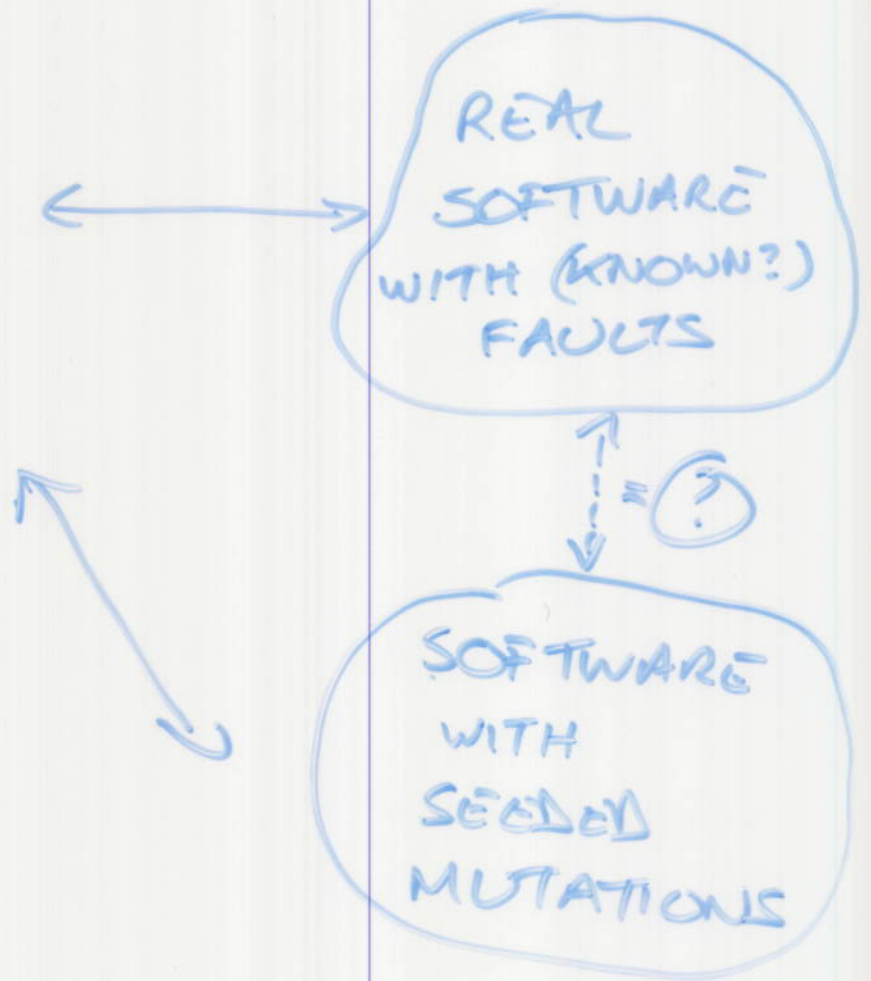 REAL
SOFTWARE
WITH (KNOWN?)
FAULTS
= ?
SOFTWARE
WITH
SEEDED
MUTATIONS